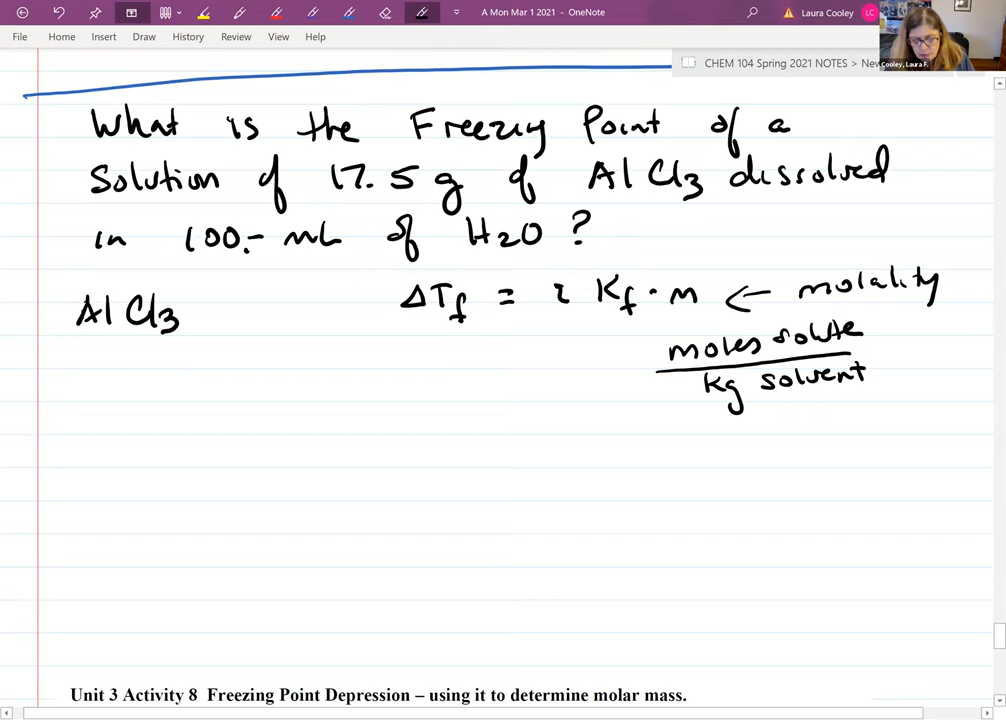 A Mon Mar 1 2021 - OneNote
Laura Cooley
LC
File Home Insert Draw History Review View Help
CHEM 104 Spring 2021 NOTES >
Cooley, Laura F.
What is the Freezing Point of a
Solution of 17.5 g of AlCl3 dissolved
in 100.- mL of H2O ?
AlCl3
ΔTf = i Kf · m ← molality
moles solute
kg solvent
Unit 3 Activity 8 Freezing Point Depression – using it to determine molar mass.